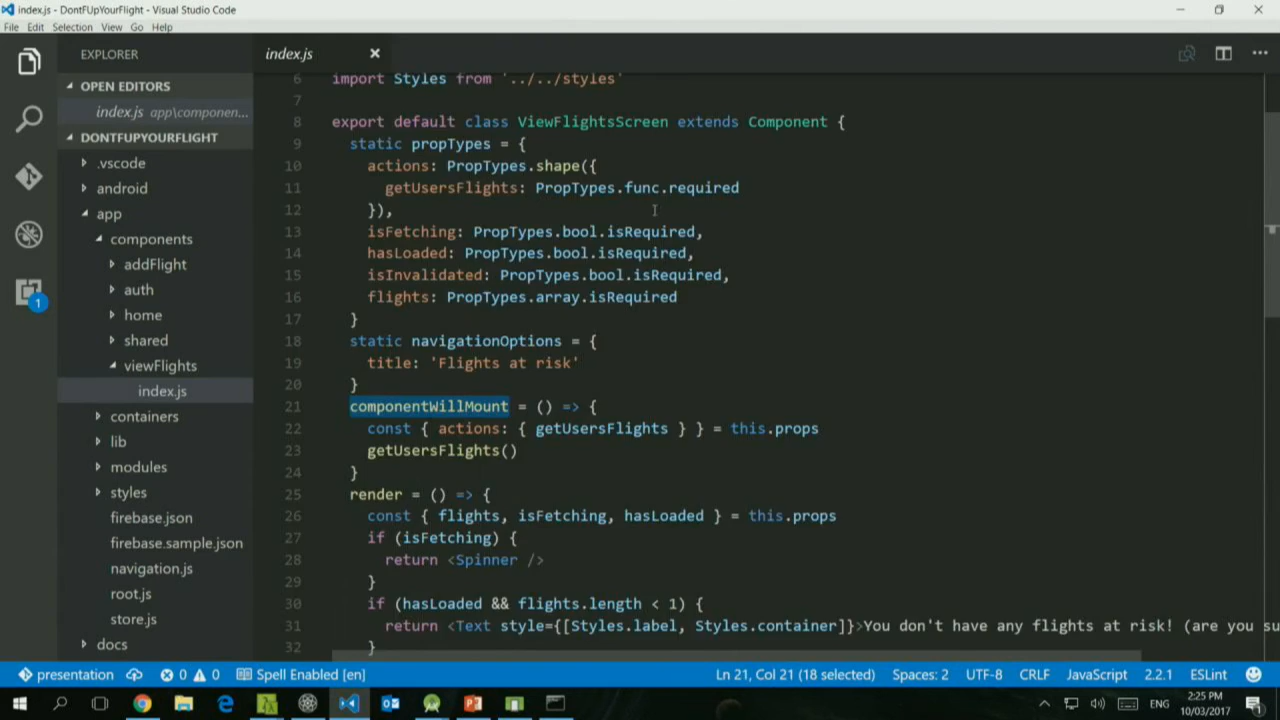 index.js - DontFUpYourFlight - Visual Studio Code
File Edit Selection View Go Help
EXPLORER
OPEN EDITORS
index.js app\componen...
DONTFUPYOURFLIGHT
.vscode
android
app
components
addFlight
auth
home
shared
viewFlights
index.js
containers
lib
modules
styles
firebase.json
firebase.sample.json
navigation.js
root.js
store.js
docs
1
index.js
6 import Styles from '../../styles'
7
8 export default class ViewFlightsScreen extends Component {
9 static propTypes = {
10 actions: PropTypes.shape({
11 getUsersFlights: PropTypes.func.required
12 }),
13 isFetching: PropTypes.bool.isRequired,
14 hasLoaded: PropTypes.bool.isRequired,
15 isInvalidated: PropTypes.bool.isRequired,
16 flights: PropTypes.array.isRequired
17 }
18 static navigationOptions = {
19 title: 'Flights at risk'
20 }
21 componentWillMount = () => {
22 const { actions: { getUsersFlights } } = this.props
23 getUsersFlights()
24 }
25 render = () => {
26 const { flights, isFetching, hasLoaded } = this.props
27 if (isFetching) {
28 return <Spinner />
29 }
30 if (hasLoaded && flights.length < 1) {
31 return <Text style={[Styles.label, Styles.container]}>You don't have any flights at risk! (are you su
32 }
presentation 0 0 Spell Enabled [en] Ln 21, Col 21 (18 selected) Spaces: 2 UTF-8 CRLF JavaScript 2.2.1 ESLint
ENG 2:25 PM
10/03/2017
1